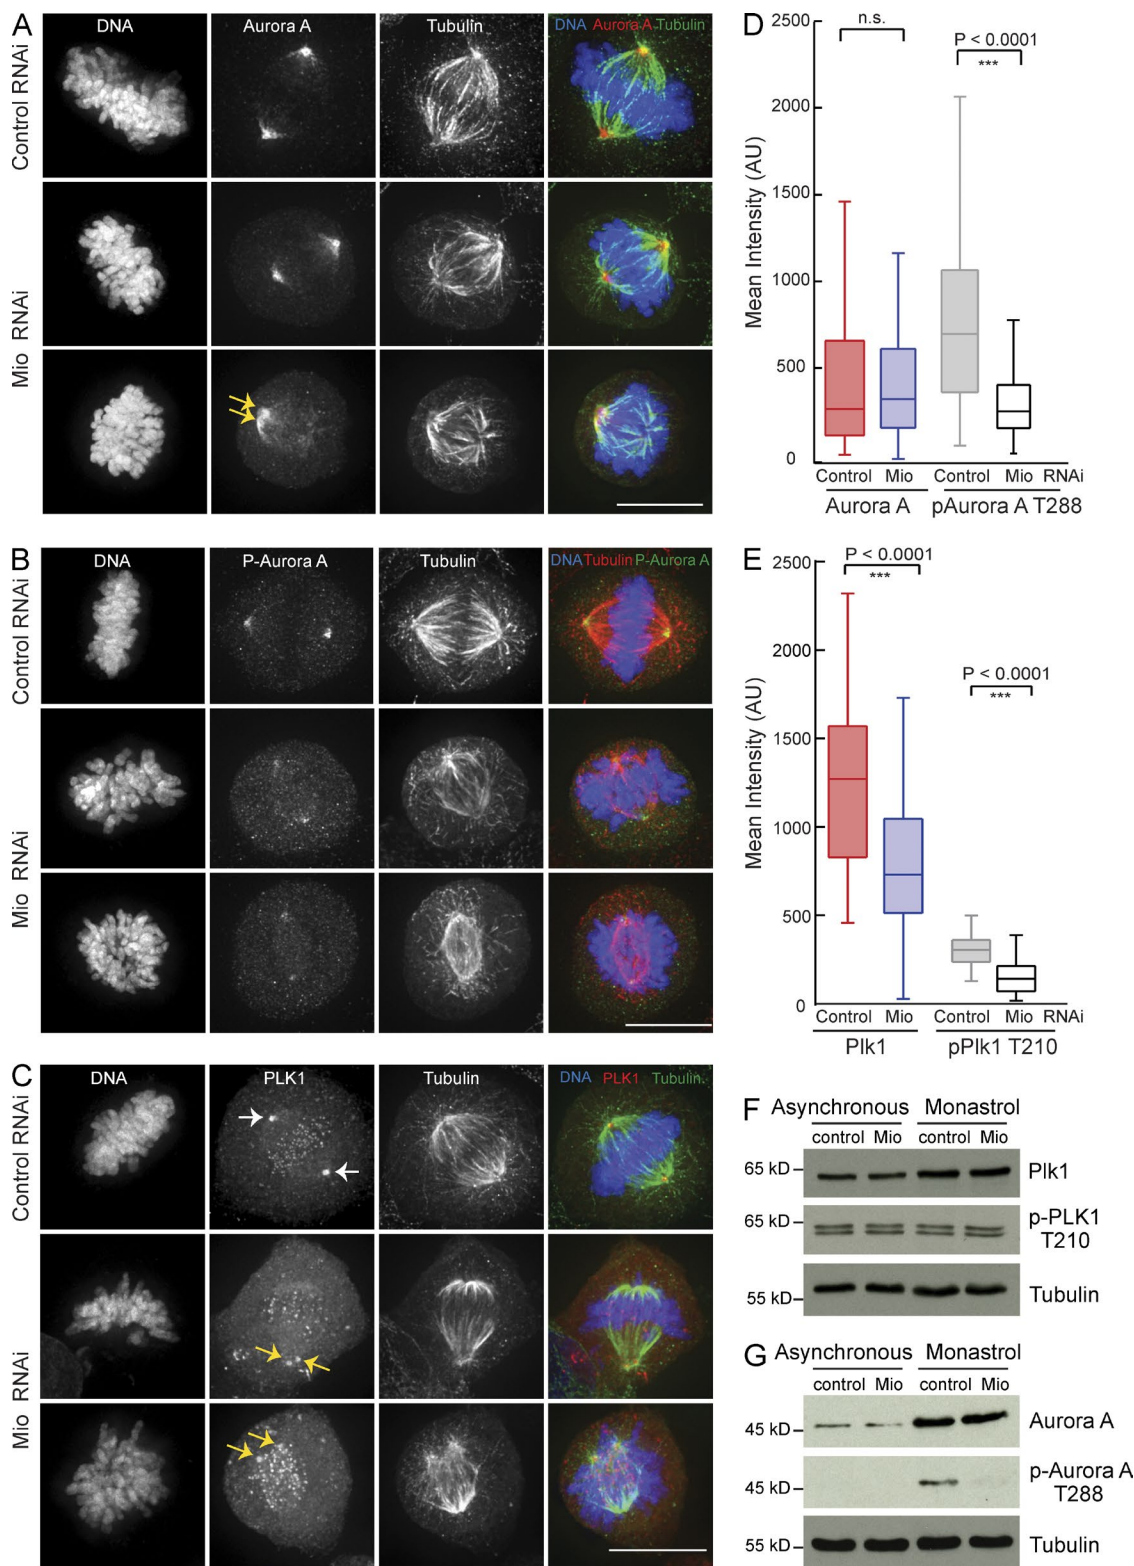 A
DNA
Aurora A
Tubulin
DNA Aurora A Tubulin
Control RNAi
Mio RNAi
B
DNA
P-Aurora A
Tubulin
DNA Tubulin P-Aurora A
Control RNAi
Mio RNAi
C
DNA
PLK1
Tubulin
DNA PLK1 Tubulin
Control RNAi
Mio RNAi
D
n.s.
P < 0.0001
***
Mean Intensity (AU)
2500
2000
1500
1000
500
0
Control Mio Control Mio RNAi
Aurora A pAurora A T288
E
P < 0.0001
***
P < 0.0001
***
Mean Intensity (AU)
2500
2000
1500
1000
500
0
Control Mio Control Mio RNAi
Plk1 pPlk1 T210
F
Asynchronous Monastrol
control Mio control Mio
65 kD
Plk1
65 kD
p-PLK1
T210
55 kD
Tubulin
G
Asynchronous Monastrol
control Mio control Mio
45 kD
Aurora A
45 kD
p-Aurora A
T288
55 kD
Tubulin